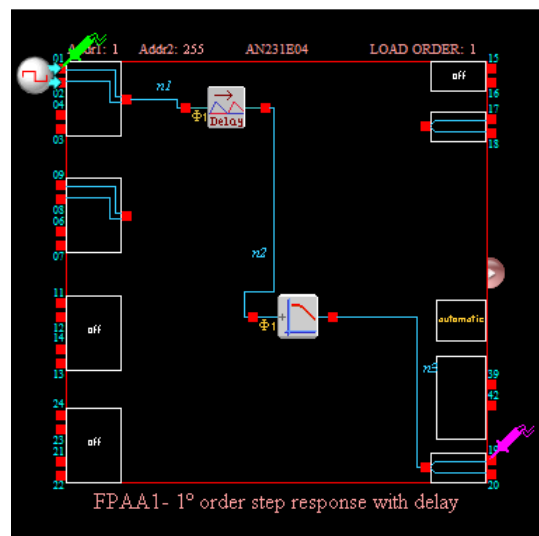 Addr1: 1 Addr2: 255 AN231E04 LOAD ORDER: 1
01
02
04
03
n1
Φ1
Delay
off
15
16
17
18
09
08
06
07
n2
11
12
14
13
off
Φ1
+
automatic
n3
39
42
24
23
21
22
off
19
20
FPAA1- 1º order step response with delay